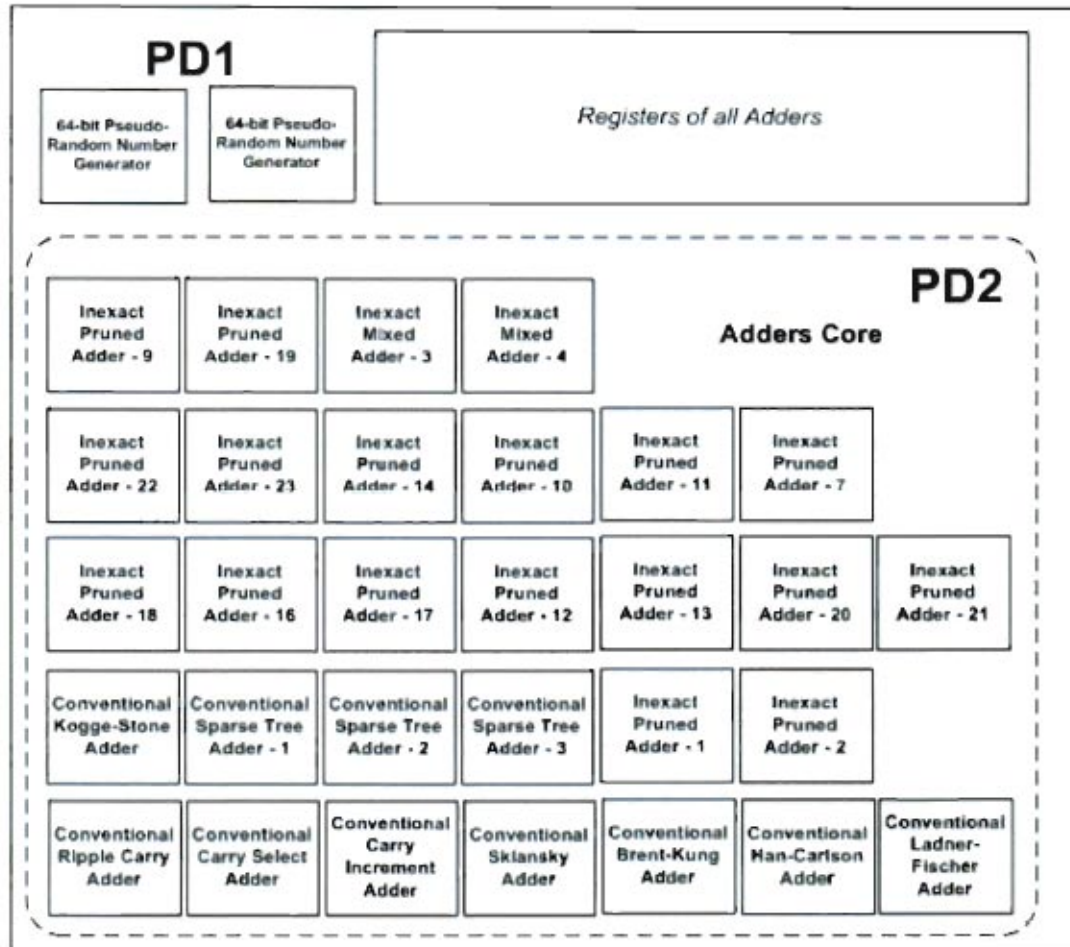 PD1
64-bit Pseudo-
Random Number
Generator
64-bit Pseudo-
Random Number
Generator
Registers of all Adders
PD2
Adders Core
Inexact
Pruned
Adder - 9
Inexact
Pruned
Adder - 19
Inexact
Mixed
Adder - 3
Inexact
Mixed
Adder - 4
Inexact
Pruned
Adder - 22
Inexact
Pruned
Adder - 23
Inexact
Pruned
Adder - 14
Inexact
Pruned
Adder - 10
Inexact
Pruned
Adder - 11
Inexact
Pruned
Adder - 7
Inexact
Pruned
Adder - 18
Inexact
Pruned
Adder - 16
Inexact
Pruned
Adder - 17
Inexact
Pruned
Adder - 12
Inexact
Pruned
Adder - 13
Inexact
Pruned
Adder - 20
Inexact
Pruned
Adder - 21
Conventional
Kogge-Stone
Adder
Conventional
Sparse Tree
Adder - 1
Conventional
Sparse Tree
Adder - 2
Conventional
Sparse Tree
Adder - 3
Inexact
Pruned
Adder - 1
Inexact
Pruned
Adder - 2
Conventional
Ripple Carry
Adder
Conventional
Carry Select
Adder
Conventional
Carry
Increment
Adder
Conventional
Sklansky
Adder
Conventional
Brent-Kung
Adder
Conventional
Han-Carlson
Adder
Conventional
Ladner-
Fischer
Adder